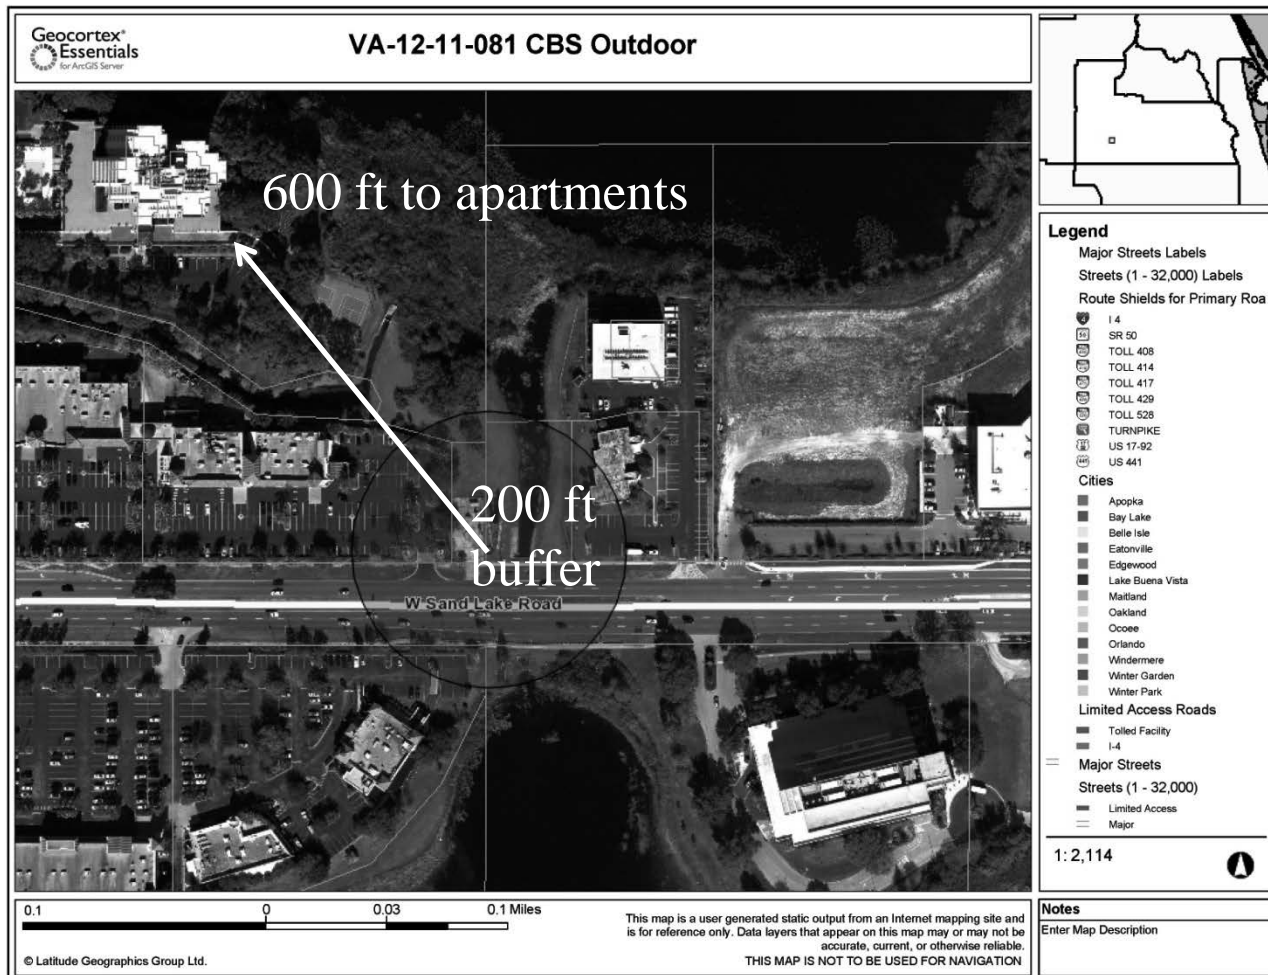 Geocortex®
Essentials
for ArcGIS Server
VA-12-11-081 CBS Outdoor
600 ft to apartments
200 ft
buffer
W Sand Lake Road
Legend
Major Streets Labels
Streets (1 - 32,000) Labels
Route Shields for Primary Roa
I 4
SR 50
TOLL 408
TOLL 414
TOLL 417
TOLL 429
TOLL 528
TURNPIKE
US 17-92
US 441
Cities
Apopka
Bay Lake
Belle Isle
Eatonville
Edgewood
Lake Buena Vista
Maitland
Oakland
Ocoee
Orlando
Windermere
Winter Garden
Winter Park
Limited Access Roads
Tolled Facility
I-4
Major Streets
Streets (1 - 32,000)
Limited Access
Major
1: 2,114
0.1 0 0.03 0.1 Miles
© Latitude Geographics Group Ltd.
This map is a user generated static output from an Internet mapping site and
is for reference only. Data layers that appear on this map may or may not be
accurate, current, or otherwise reliable.
THIS MAP IS NOT TO BE USED FOR NAVIGATION
Notes
Enter Map Description